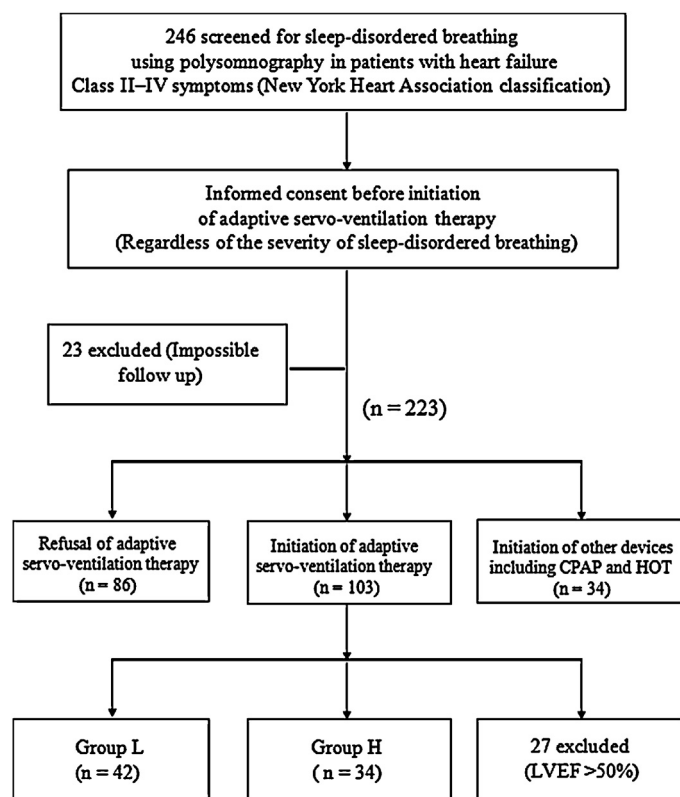 246 screened for sleep-disordered breathing
using polysomnography in patients with heart failure
Class II–IV symptoms (New York Heart Association classification)
Informed consent before initiation
of adaptive servo-ventilation therapy
(Regardless of the severity of sleep-disordered breathing)
23 excluded (Impossible
follow up)
(n = 223)
Refusal of adaptive
servo-ventilation therapy
(n = 86)
Initiation of adaptive
servo-ventilation therapy
(n = 103)
Initiation of other devices
including CPAP and HOT
(n = 34)
Group L
(n = 42)
Group H
( n = 34)
27 excluded
(LVEF >50%)